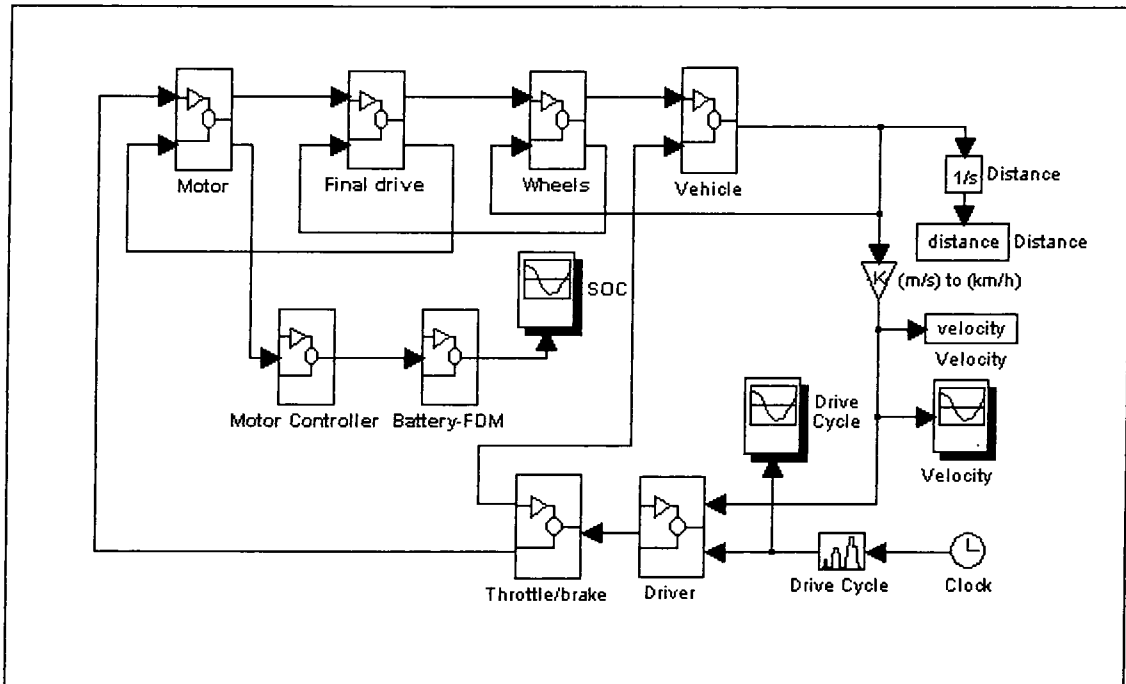 Motor
Final drive
Wheels
Vehicle
1/s
Distance
distance
Distance
K
(m/s) to (km/h)
SOC
velocity
Velocity
Motor Controller
Battery-FDM
Drive
Cycle
Velocity
Throttle/brake
Driver
Drive Cycle
Clock